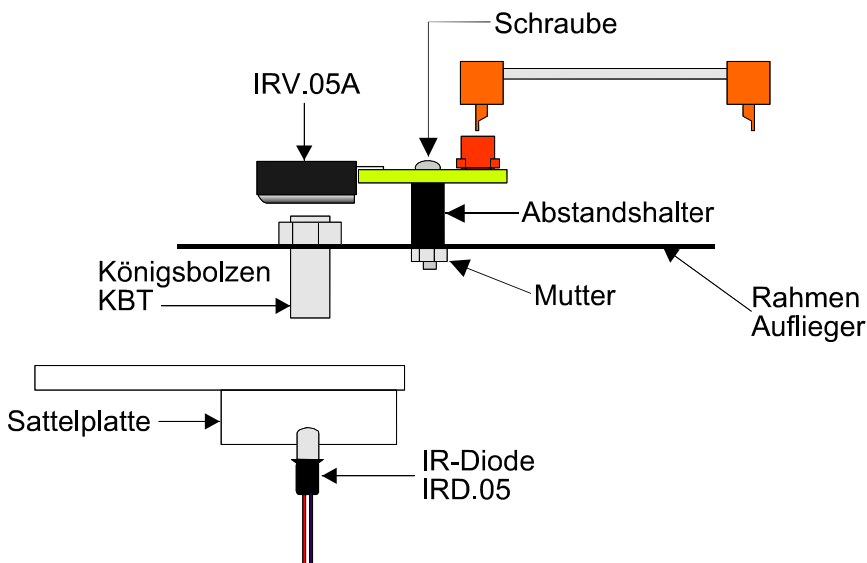 Schraube
IRV.05A
Abstandshalter
Königsbolzen
KBT
Mutter
Rahmen
Auflieger
Sattelplatte
IR-Diode
IRD.05